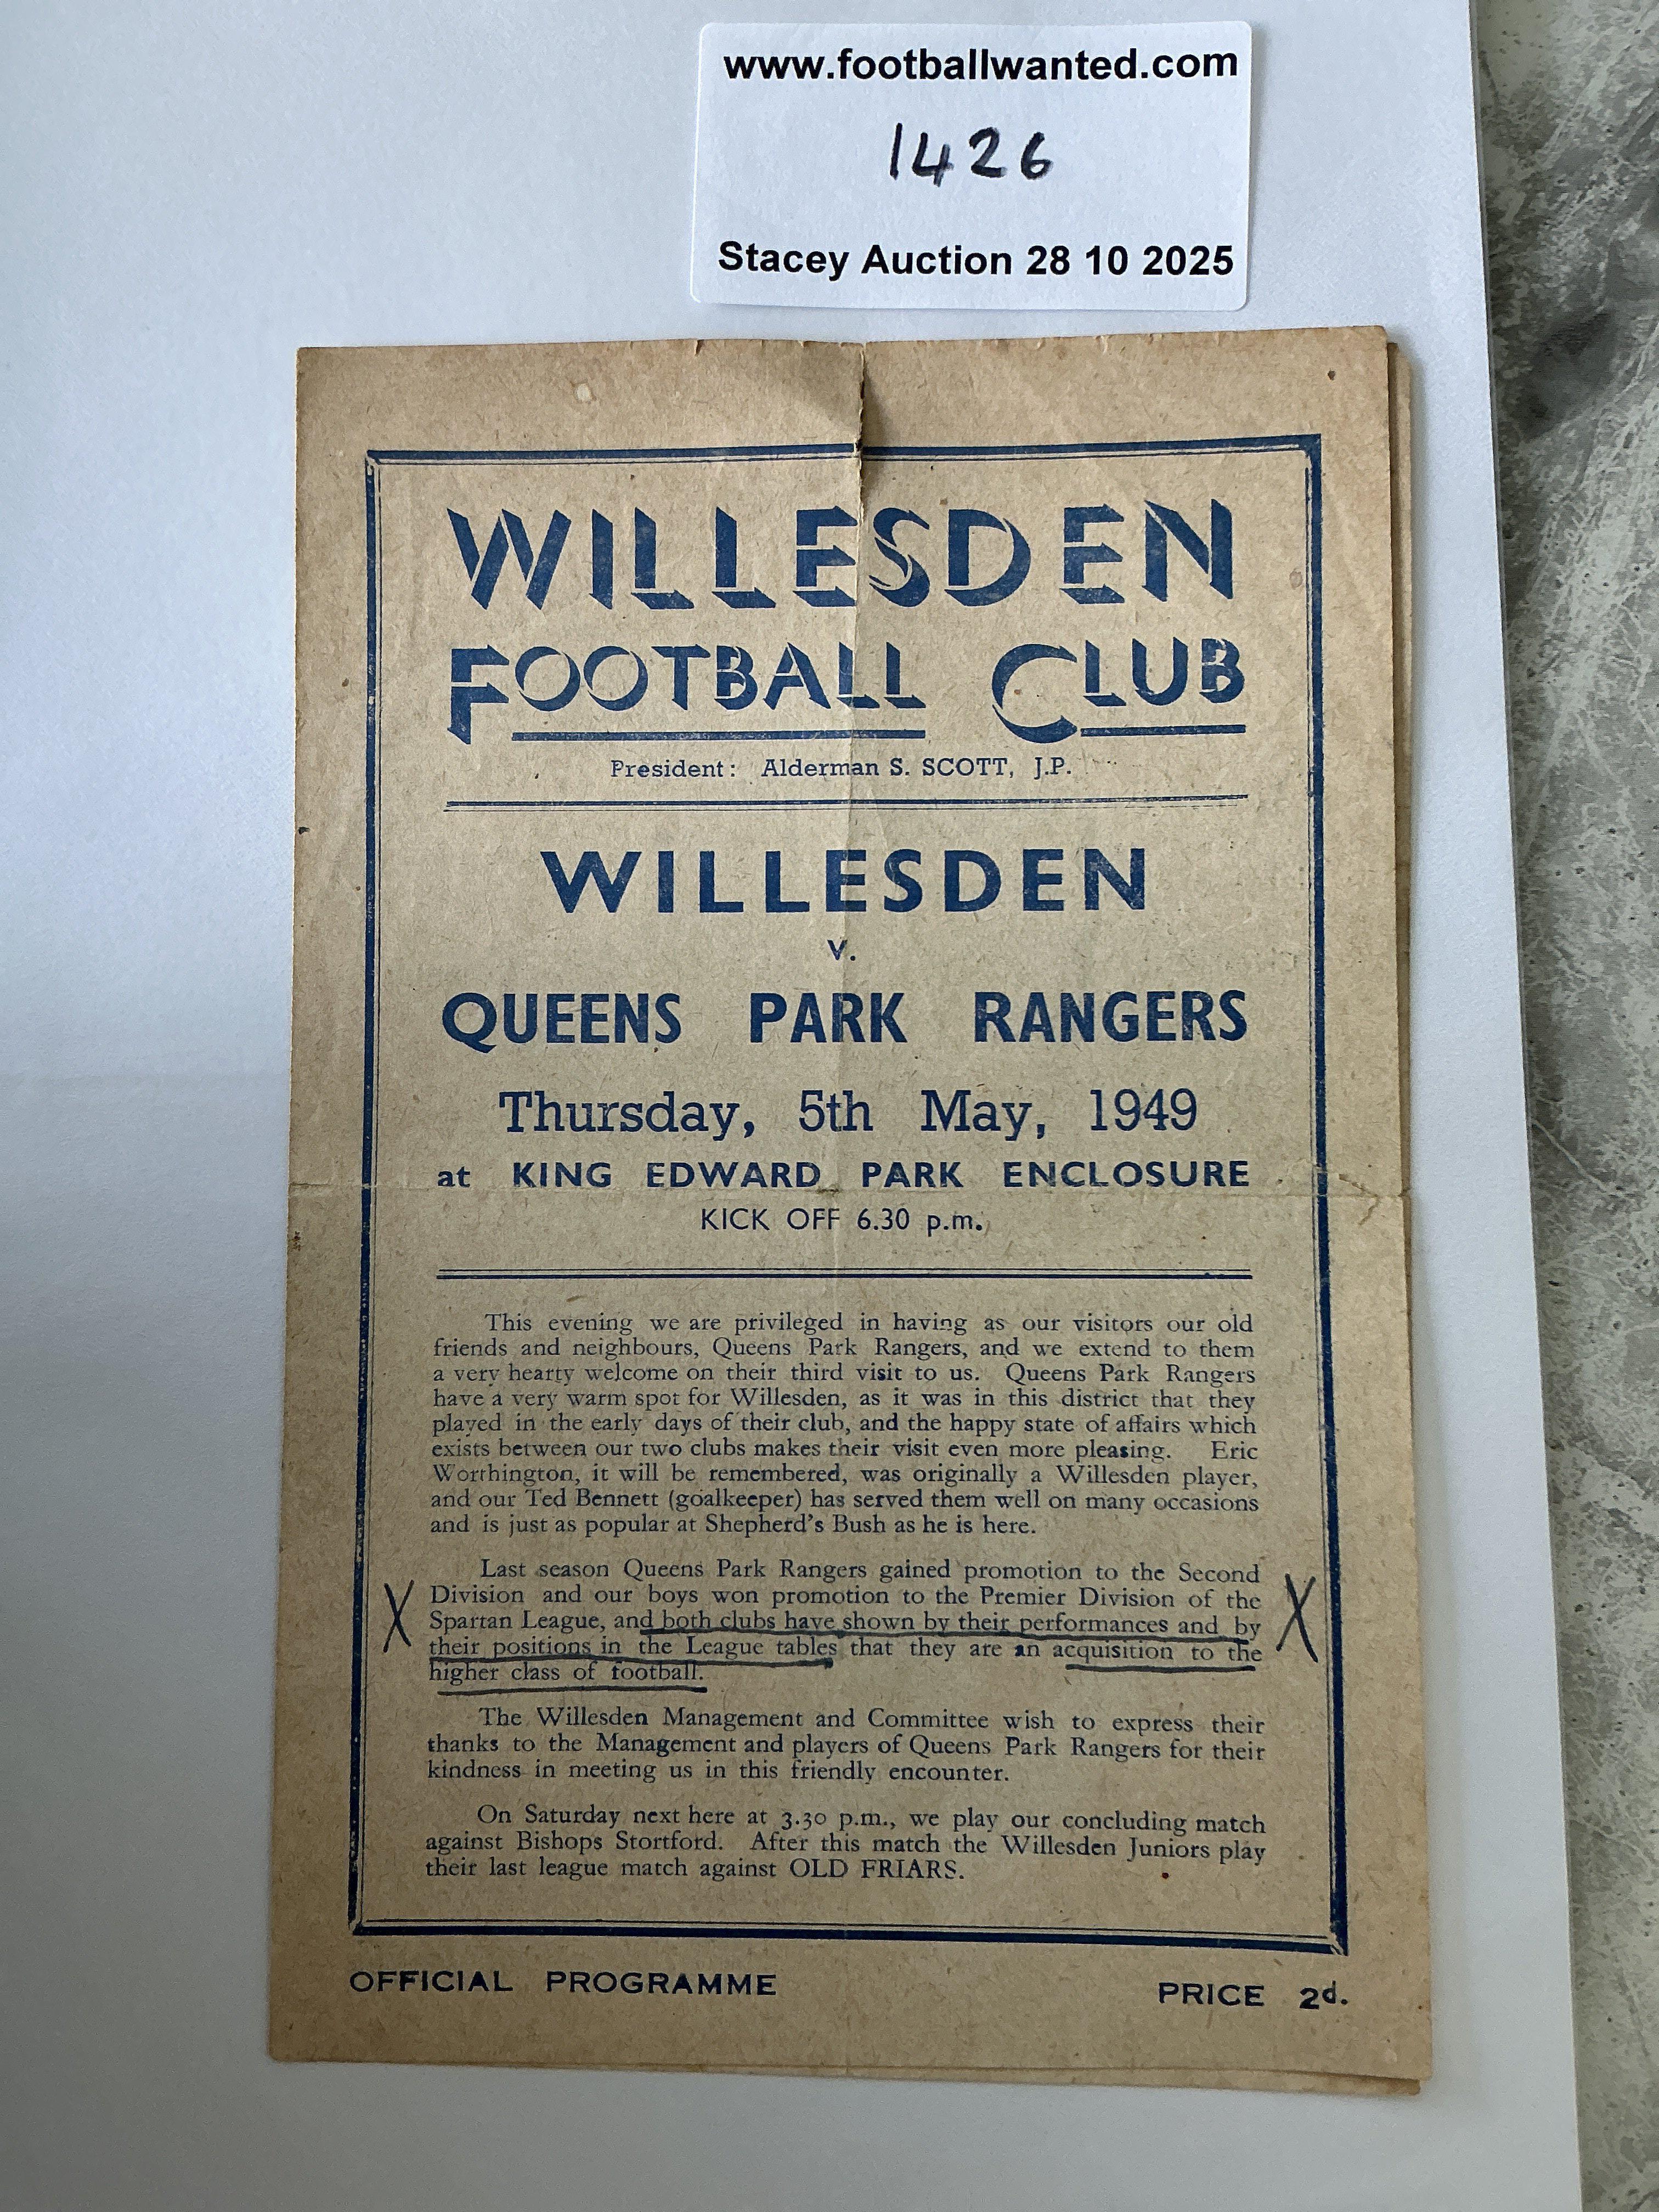 www.footballwanted.com
1426
Stacey Auction 28 10 2025
WILLESDEN
FOOTBALL CLUB
President: Alderman S. SCOTT, J.P.
WILLESDEN
v.
QUEENS PARK RANGERS
Thursday, 5th May, 1949
at KING EDWARD PARK ENCLOSURE
KICK OFF 6.30 p.m.
This evening we are privileged in having as our visitors our old
friends and neighbours, Queens Park Rangers, and we extend to them
a very hearty welcome on their third visit to us. Queens Park Rangers
have a very warm spot for Willesden, as it was in this district that they
played in the early days of their club, and the happy state of affairs which
exists between our two clubs makes their visit even more pleasing. Eric
Worthington, it will be remembered, was originally a Willesden player,
and our Ted Bennett (goalkeeper) has served them well on many occasions
and is just as popular at Shepherd's Bush as he is here.
Last season Queens Park Rangers gained promotion to the Second
X Division and our boys won promotion to the Premier Division of the X
Spartan League, and both clubs have shown by their performances and by
their positions in the League tables that they are an acquisition to the
higher class of football.
The Willesden Management and Committee wish to express their
thanks to the Management and players of Queens Park Rangers for their
kindness in meeting us in this friendly encounter.
On Saturday next here at 3.30 p.m., we play our concluding match
against Bishops Stortford. After this match the Willesden Juniors play
their last league match against OLD FRIARS.
OFFICIAL PROGRAMME PRICE 2d.